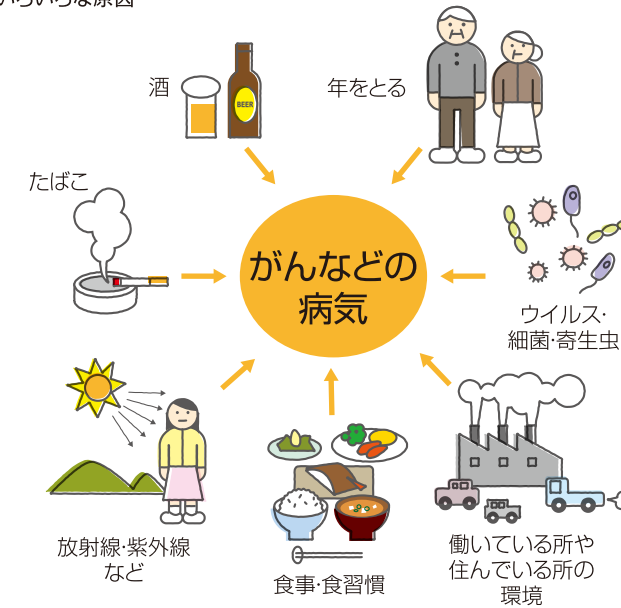 いろいろな原因
酒
BEER
年をとる
たばこ
がんなどの
病気
ウイルス・
細菌・寄生虫
放射線・紫外線
など
食事・食習慣
働いている所や
住んでいる所の
環境